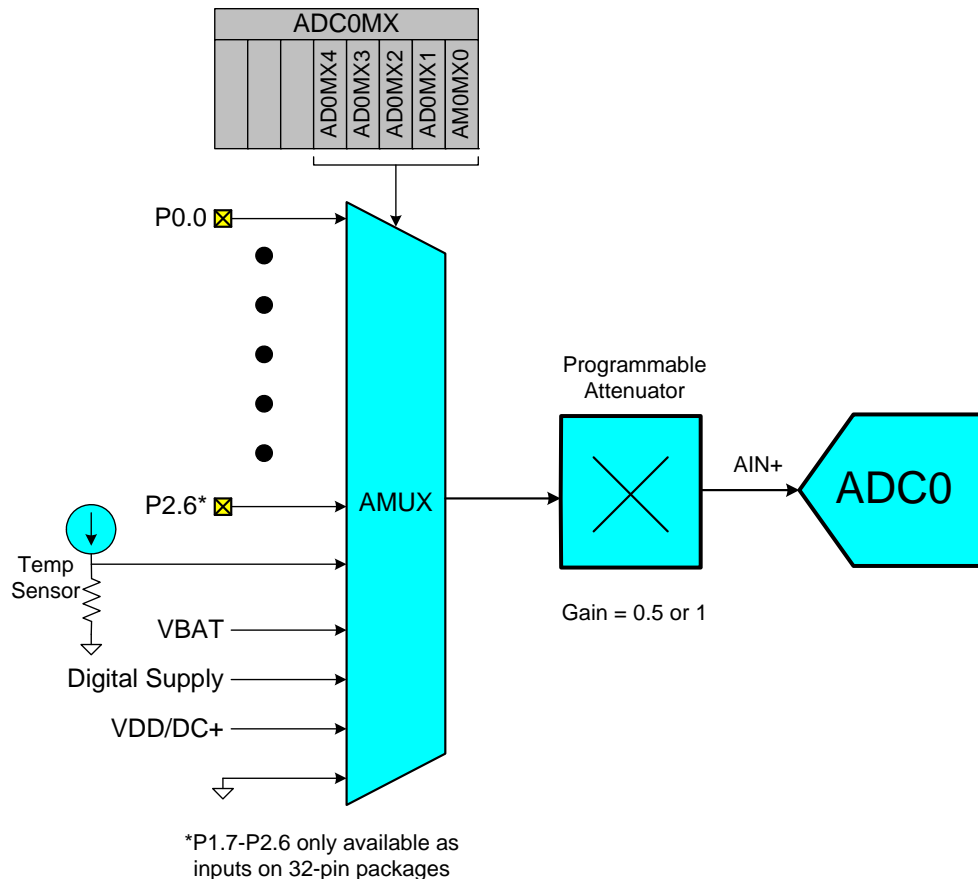 ADC0MX
AD0MX4
AD0MX3
AD0MX2
AD0MX1
AM0MX0
P0.0
Programmable
Attenuator
AIN+
ADC0
P2.6*
AMUX
Temp
Sensor
Gain = 0.5 or 1
VBAT
Digital Supply
VDD/DC+
*P1.7-P2.6 only available as
inputs on 32-pin packages